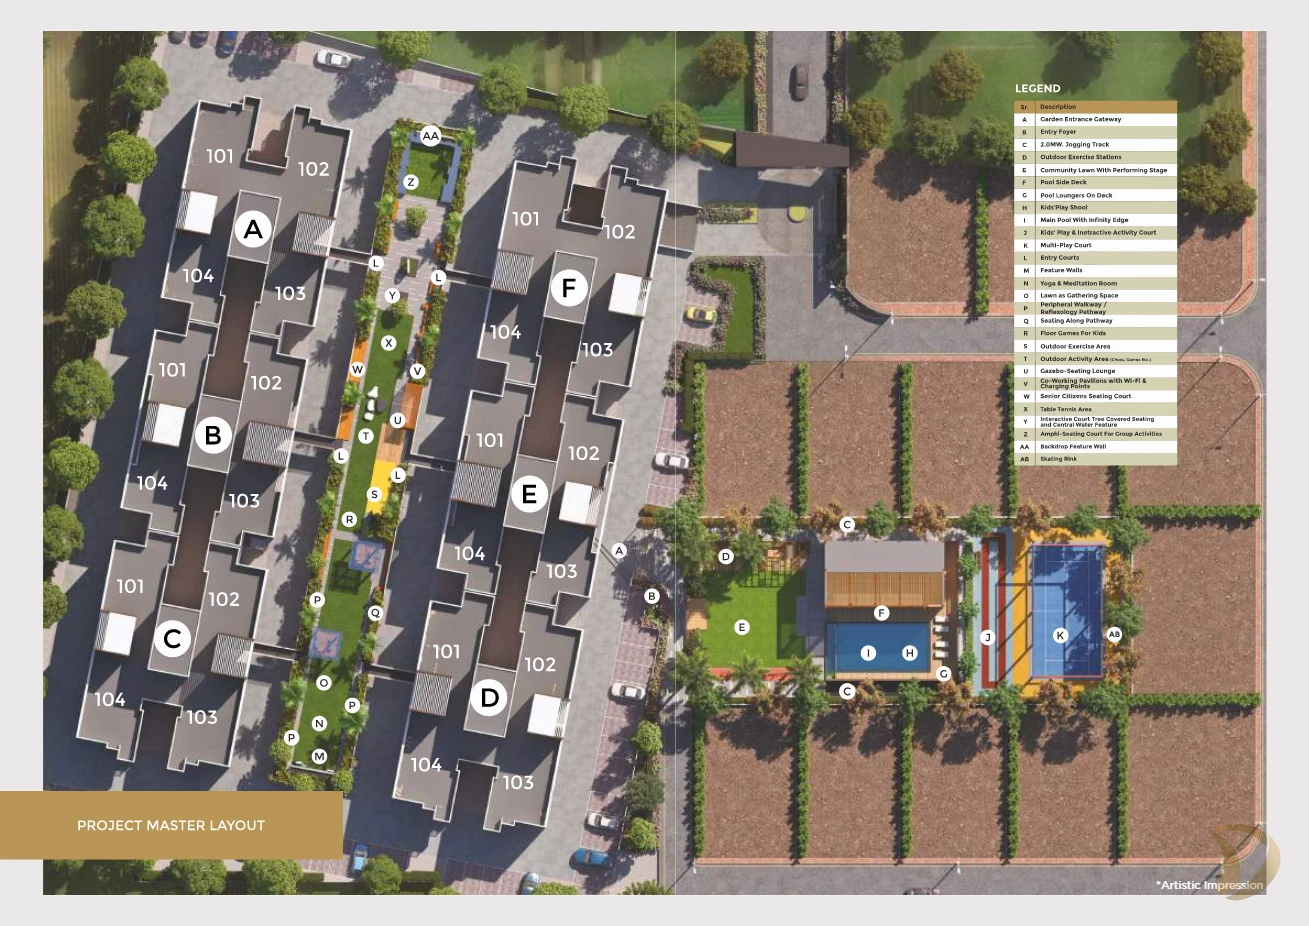 LEGEND
Sr. Description
A Garden Entrance Gateway
B Entry Foyer
C 2.0MW. Jogging Track
D Outdoor Exercise Stations
E Community Lawn With Performing Stage
F Pool Side Deck
G Pool Loungers On Deck
H Kids'Play Shool
I Main Pool With Infinity Edge
J Kids' Play & Inetractive Activity Court
K Multi-Play Court
L Entry Courts
M Feature Walls
N Yoga & Meditation Room
O Lawn as Gathering Space
P Peripheral Walkway /
Reflexology Pathway
Q Seating Along Pathway
R Floor Games For Kids
S Outdoor Exercise Area
T Outdoor Activity Area (Chess, Games Etc.)
U Gazebo-Seating Lounge
V Co-Working Pavilions with Wi-Fi &
Charging Points
W Senior Citizens Seating Court
X Table Tennis Area
Y Interactive Court Tree Covered Seating
and Central Water Feature
Z Amphi-Seating Court For Group Activities
AA Backdrop Feature Wall
AB Skating Rink
101
102
A
104
103
101
102
B
104
103
101
102
C
104
103
AA
Z
L
L
Y
X
W
V
U
T
L
L
S
R
P
Q
O
P
N
P
M
101
102
F
104
103
101
102
E
104
103
101
102
D
104
103
A
B
C
D
E
F
I
H
G
C
J
K
AB
PROJECT MASTER LAYOUT
*Artistic Impression